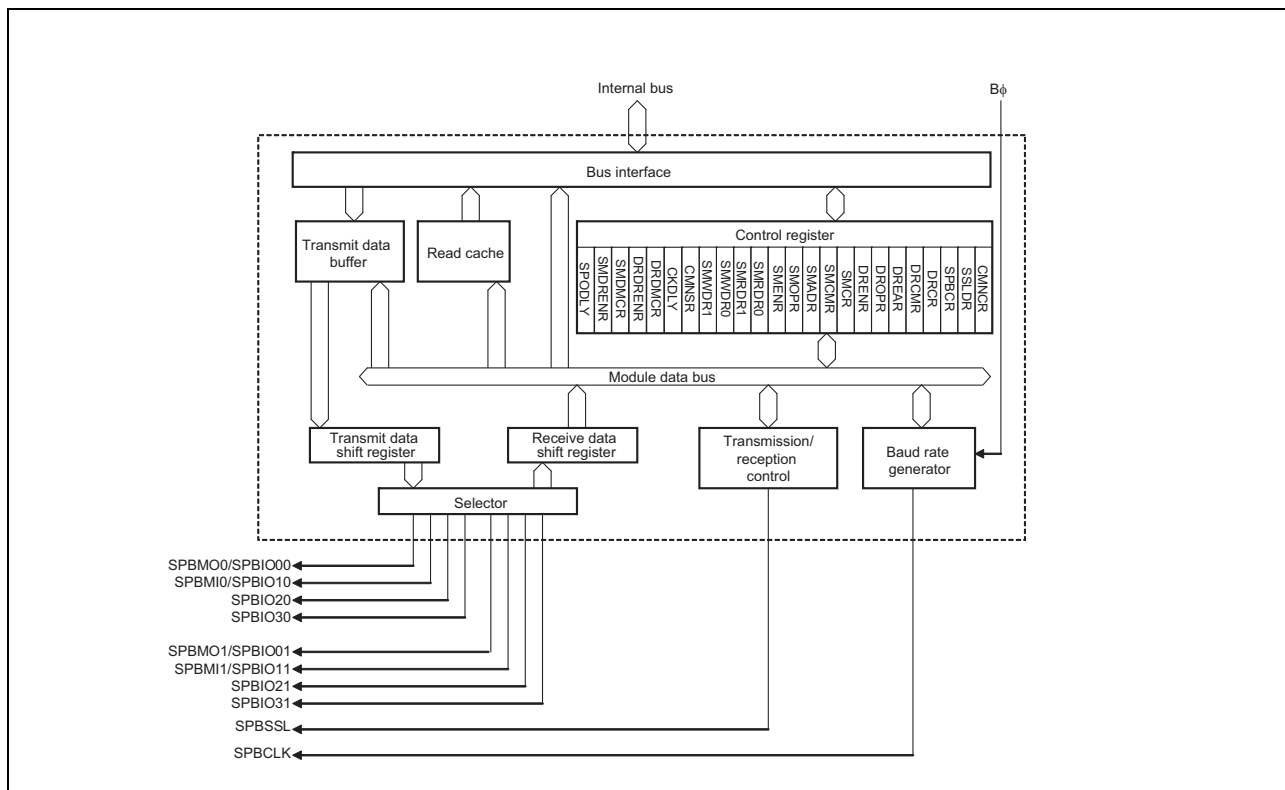 Internal bus
Bϕ
Bus interface
Transmit data
buffer
Read cache
Control register
SPODLY
SMDRENR
SMDMCR
DRDRENR
DRDMCR
CKDLY
CMNSR
SMWDR1
SMWDR0
SMRDR1
SMRDR0
SMENR
SMOPR
SMADR
SMCMR
SMCR
DRENR
DROPR
DREAR
DRCMR
DRCR
SPBCR
SSLDR
CMNCR
Module data bus
Transmit data
shift register
Receive data
shift register
Transmission/
reception
control
Baud rate
generator
Selector
SPBMO0/SPBIO00
SPBMI0/SPBIO10
SPBIO20
SPBIO30
SPBMO1/SPBIO01
SPBMI1/SPBIO11
SPBIO21
SPBIO31
SPBSSL
SPBCLK